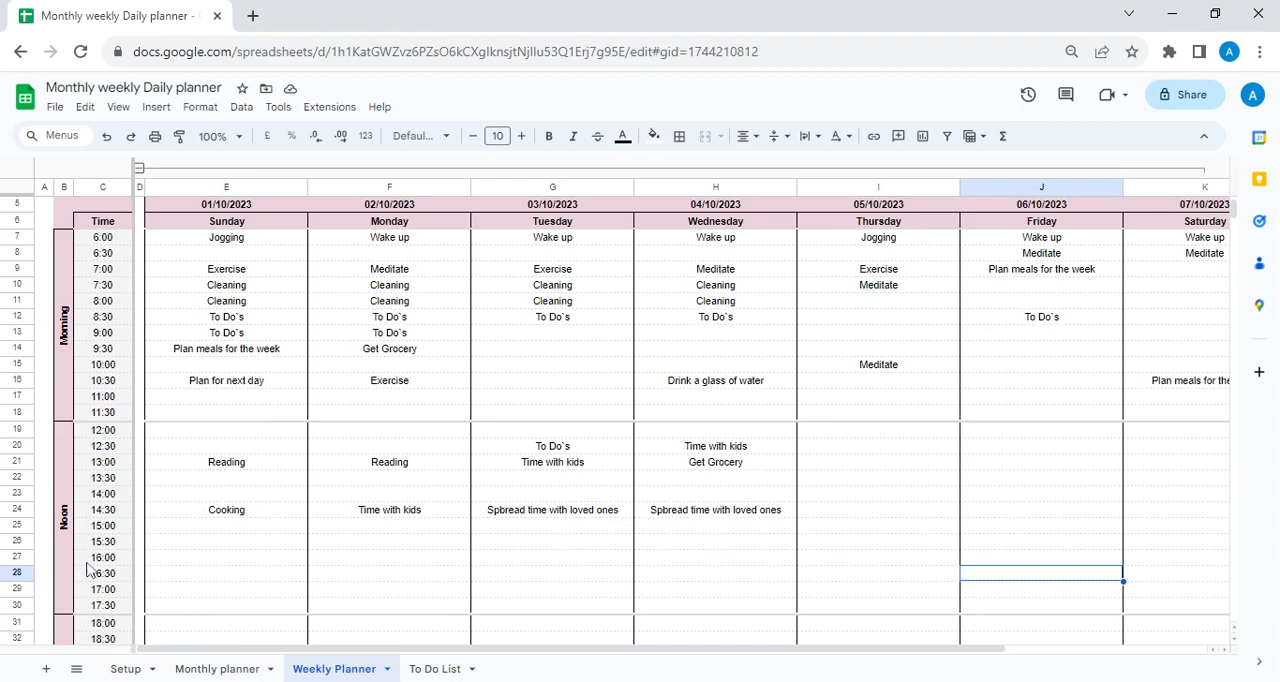 Monthly weekly Daily planner - G
docs.google.com/spreadsheets/d/1h1KatGWZvz6PZsO6kCXglknsjtNjllu53Q1Erj7g95E/edit#gid=1744210812
A
Monthly weekly Daily planner
File Edit View Insert Format Data Tools Extensions Help
Share A
Menus 100% £ % .0 .00 123 Defaul... 10 B I S A A Σ
A B C D E F G H I J K
5 01/10/2023 02/10/2023 03/10/2023 04/10/2023 05/10/2023 06/10/2023 07/10/2023
6 Time Sunday Monday Tuesday Wednesday Thursday Friday Saturday
7 6:00 Jogging Wake up Wake up Wake up Jogging Wake up Wake up
8 6:30 Meditate Meditate
9 7:00 Exercise Meditate Exercise Meditate Exercise Plan meals for the week
10 7:30 Cleaning Cleaning Cleaning Cleaning Meditate
11 8:00 Cleaning Cleaning Cleaning Cleaning
12 8:30 To Do`s To Do`s To Do`s To Do`s To Do`s
Morning
13 9:00 To Do`s To Do`s
14 9:30 Plan meals for the week Get Grocery
15 10:00 Meditate
16 10:30 Plan for next day Exercise Drink a glass of water Plan meals for the
17 11:00
18 11:30
19 12:00
20 12:30 To Do`s Time with kids
21 13:00 Reading Reading Time with kids Get Grocery
22 13:30
23 14:00
24 14:30 Cooking Time with kids Spbread time with loved ones Spbread time with loved ones
Noon
25 15:00
26 15:30
27 16:00
28 6:30
29 17:00
30 17:30
31 18:00
32 18:30
Setup Monthly planner Weekly Planner To Do List